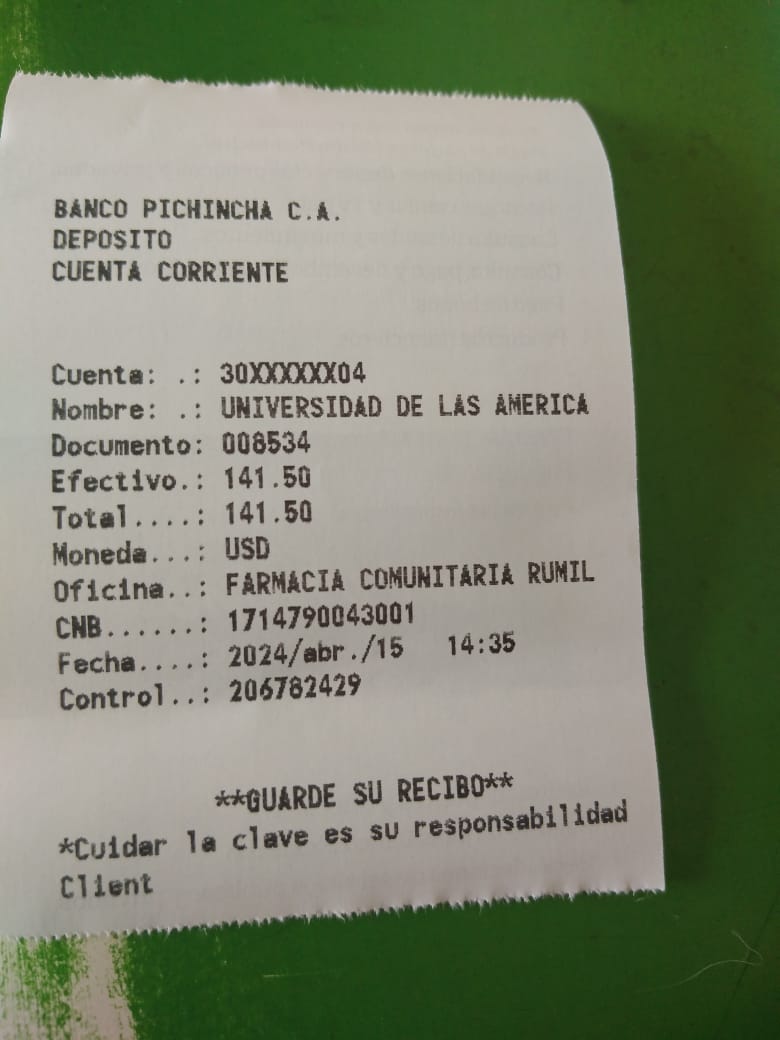 BANCO PICHINCHA C.A.
DEPOSITO
CUENTA CORRIENTE
Cuenta: .: 30XXXXXX04
Nombre: .: UNIVERSIDAD DE LAS AMERICA
Documento: 008534
Efectivo.: 141.50
Total....: 141.50
Moneda...: USD
Oficina..: FARMACIA COMUNITARIA RUMIL
CNB......: 1714790043001
Fecha....: 2024/abr./15 14:35
Control..: 206782429
**GUARDE SU RECIBO**
*Cuidar la clave es su responsabilidad
Client